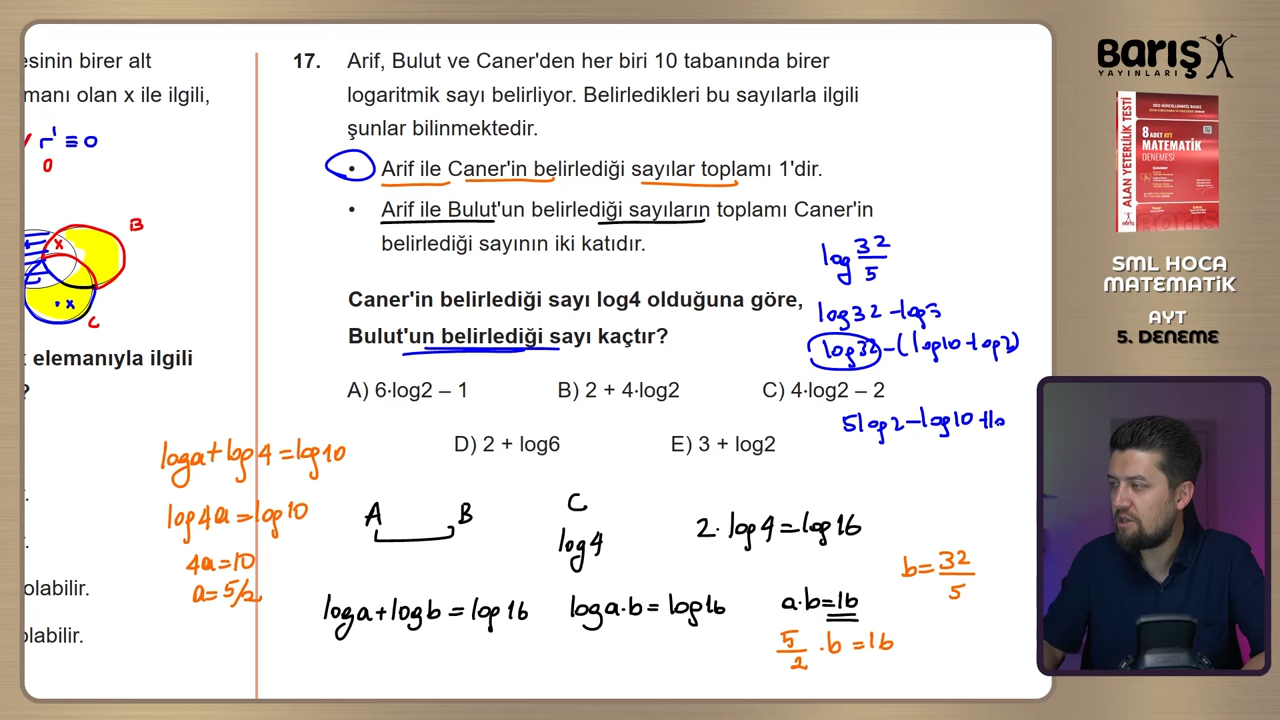 esinin birer alt
manı olan x ile ilgili,
r' ≡ 0
0
B
x
x
C
elemanıyla ilgili
?
olabilir.
olabilir.
17. Arif, Bulut ve Caner'den her biri 10 tabanında birer
logaritmik sayı belirliyor. Belirledikleri bu sayılarla ilgili
şunlar bilinmektedir.
• Arif ile Caner'in belirlediği sayılar toplamı 1'dir.
• Arif ile Bulut'un belirlediği sayıların toplamı Caner'in
belirlediği sayının iki katıdır.
Caner'in belirlediği sayı log4 olduğuna göre,
Bulut'un belirlediği sayı kaçtır?
A) 6·log2 – 1 B) 2 + 4·log2 C) 4·log2 – 2
D) 2 + log6 E) 3 + log2
log 32/5
log32 - log5
log32 - (log10 - log2)
5log2 - log10 +lo
loga + log4 = log10
log4a = log10
4a = 10
a = 5/2
A B C
log4
2· log4 = log16
loga + logb = log16
loga·b = log16
a·b = 16
5/2 ·b = 16
b = 32/5
BARIŞ
YAYINLARI
ALAN YETERLİLİK TESTİ
8 ADET AYT
MATEMATİK
DENEMESİ
SML HOCA
MATEMATİK
AYT
5. DENEME